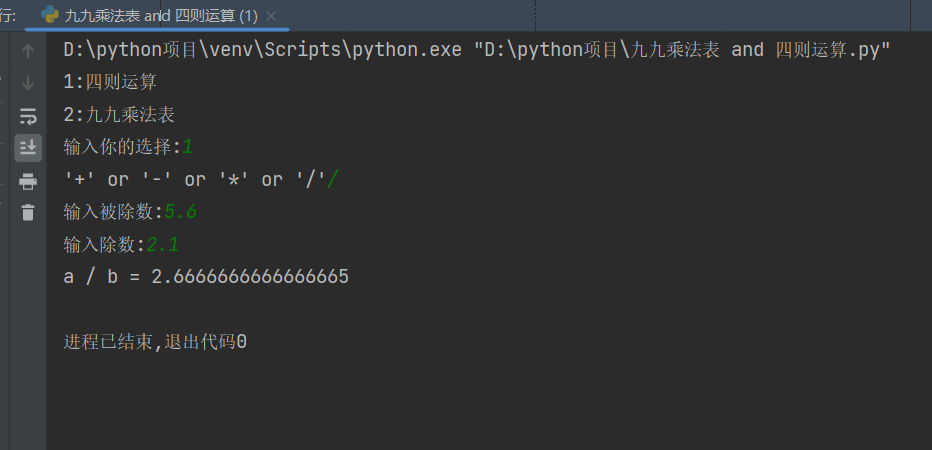 行: 九九乘法表 and 四则运算 (1) ×
D:\python项目\venv\Scripts\python.exe "D:\python项目\九九乘法表 and 四则运算.py"
1:四则运算
2:九九乘法表
输入你的选择:1
'+' or '-' or '*' or '/'/
输入被除数:5.6
输入除数:2.1
a / b = 2.6666666666666665
进程已结束,退出代码0